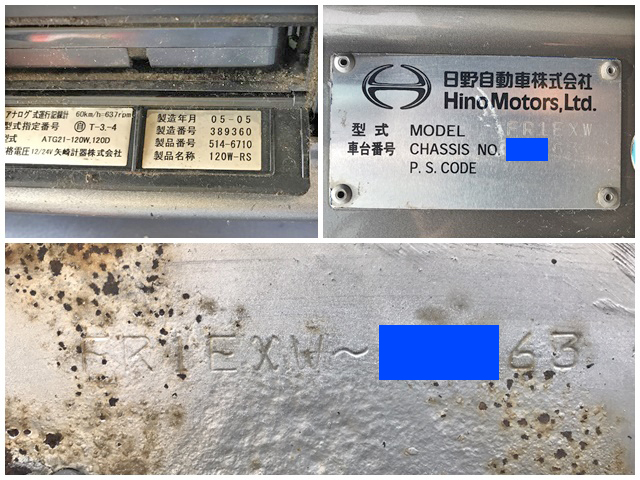 アナログ式運行記録計 60km/h=637rpm
型式指定番号 自 T-3.-4
型式 ATG21-120W,120D
格電圧12/24V 矢崎計器株式会社
製造年月 05-05
製造番号 389360
製品番号 514-6710
製品名称 120W-RS
日野自動車株式会社
Hino Motors, Ltd.
型式 MODEL FR1EXW
車台番号 CHASSIS NO.
P. S. CODE
FR1EXW~ 63